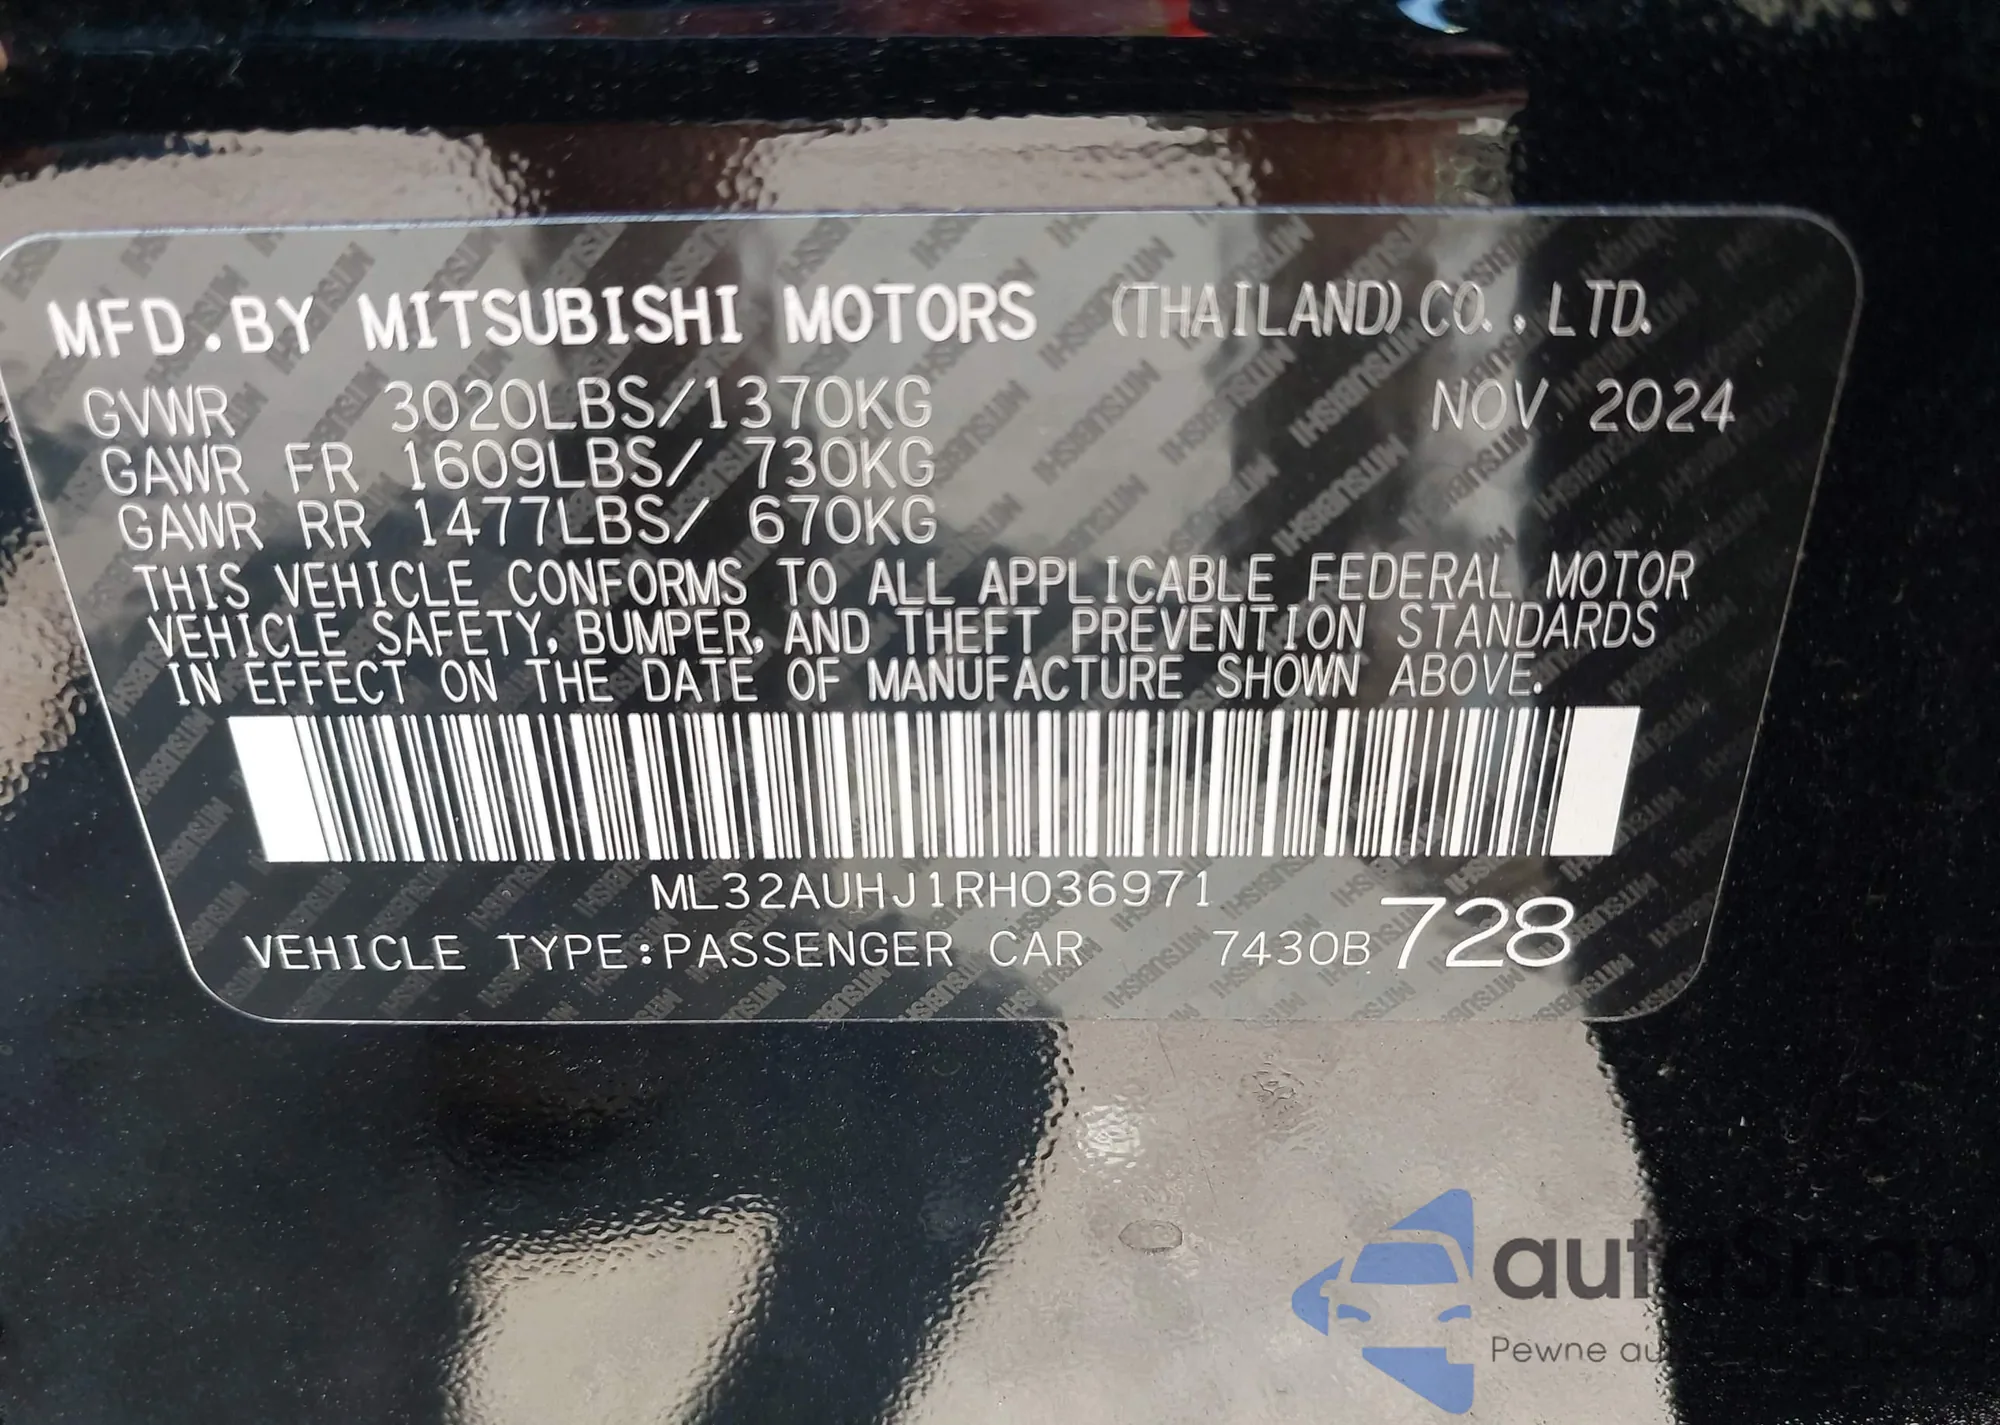 MFD.BY MITSUBISHI MOTORS (THAILAND) CO., LTD.
GVWR 3020LBS/1370KG NOV 2024
GAWR FR 1609LBS/ 730KG
GAWR RR 1477LBS/ 670KG
THIS VEHICLE CONFORMS TO ALL APPLICABLE FEDERAL MOTOR
VEHICLE SAFETY, BUMPER, AND THEFT PREVENTION STANDARDS
IN EFFECT ON THE DATE OF MANUFACTURE SHOWN ABOVE.
ML32AUHJ1RH036971
VEHICLE TYPE:PASSENGER CAR 7430B 728
autosnap
Pewne